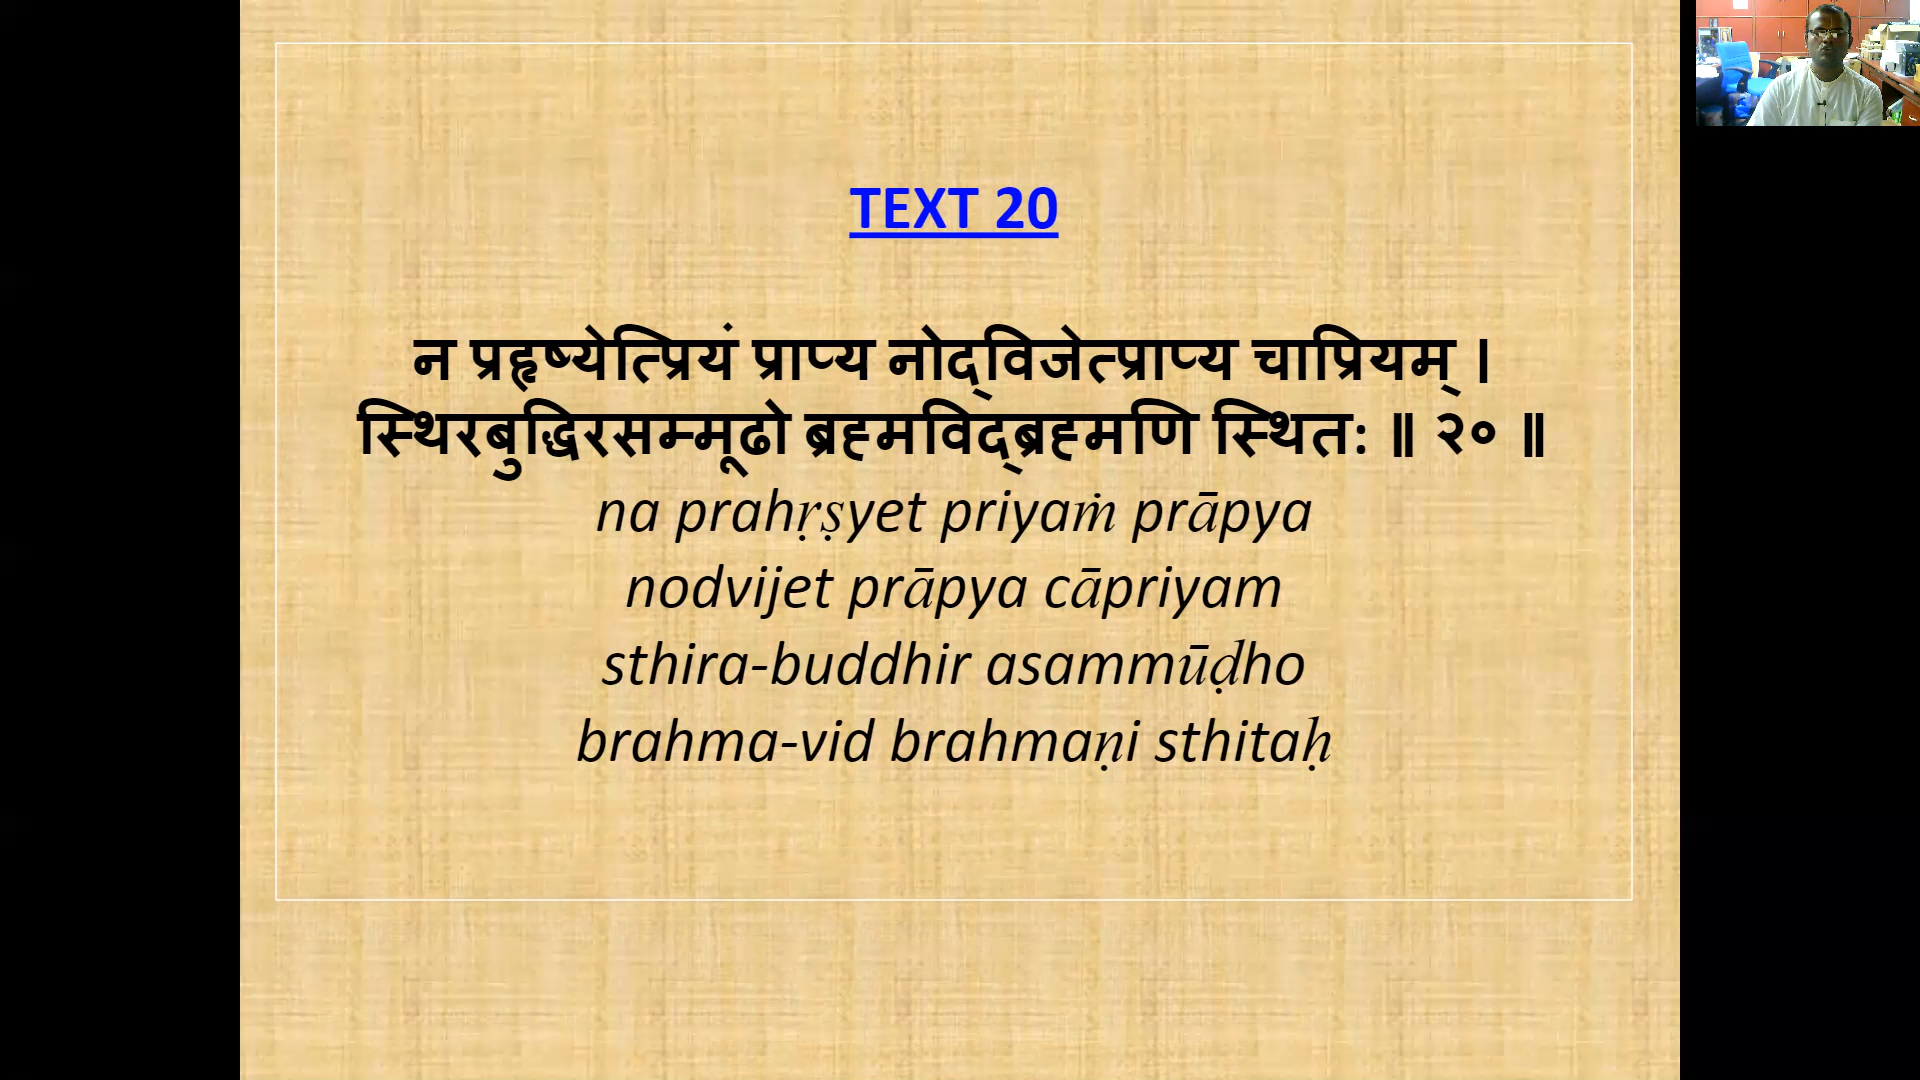 TEXT 20
न प्रहृष्येत्प्रियं प्राप्य नोद्‌विजेत्प्राप्य चाप्रियम् ।
स्थिरबुद्धिरसम्मूढो ब्रह्मविद्‌ब्रह्मणि स्थितः ॥ २० ॥
na prahṛṣyet priyaṁ prāpya
nodvijet prāpya cāpriyam
sthira-buddhir asammūḍho
brahma-vid brahmaṇi sthitaḥ